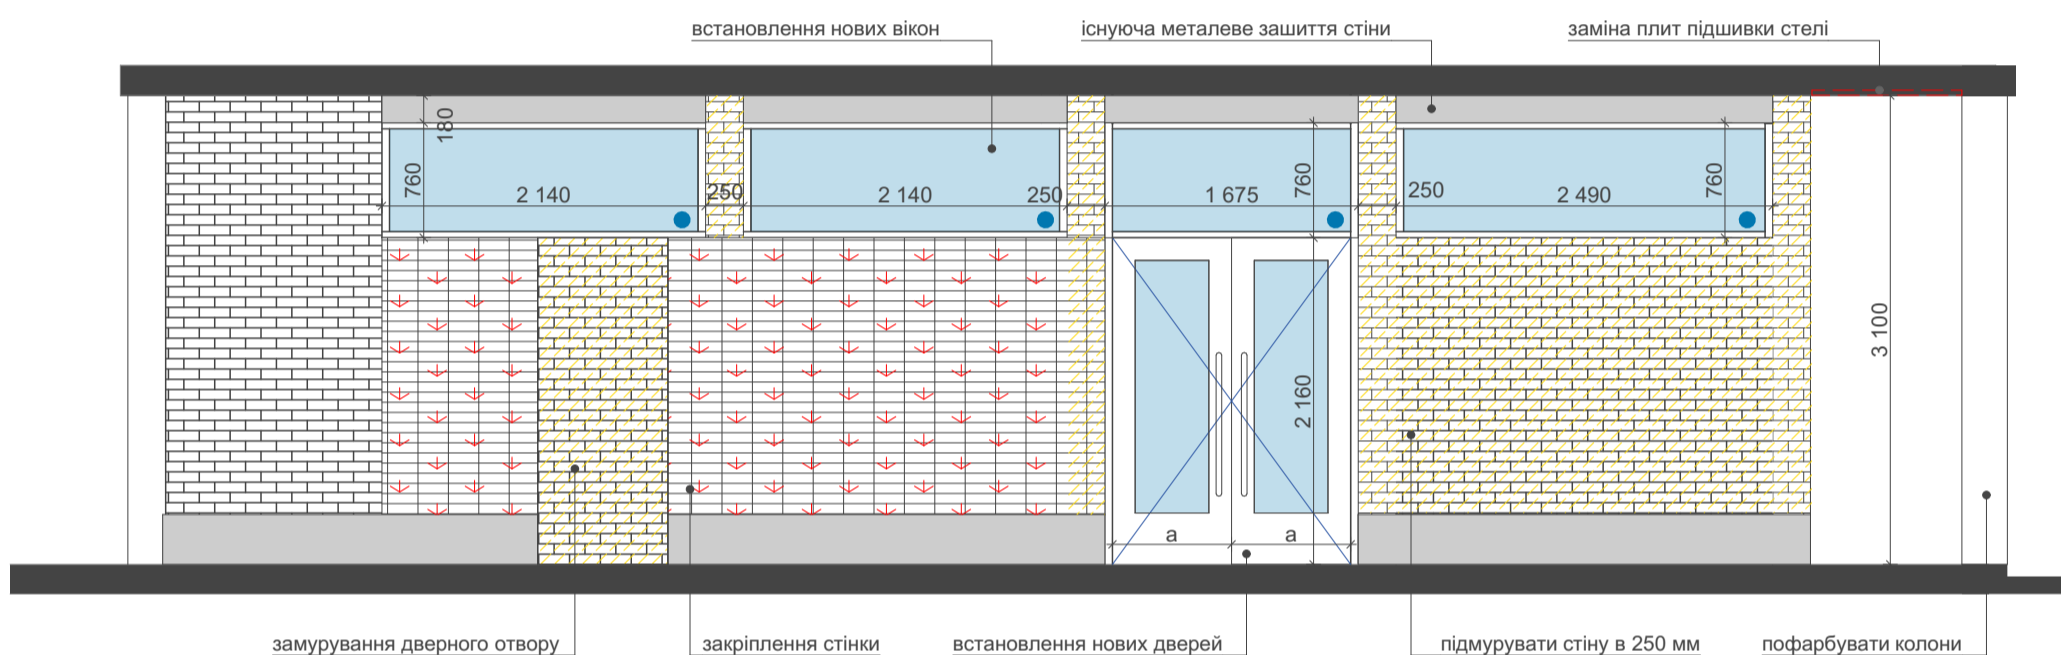 встановлення нових вікон
існуюча металеве зашиття стіни
заміна плит підшивки стелі
180
760
2 140
250
2 140
250
1 675
760
250
2 490
760
3 100
2 160
a
a
замурування дверного отвору
закріплення стінки
встановлення нових дверей
підмурувати стіну в 250 мм
пофарбувати колони